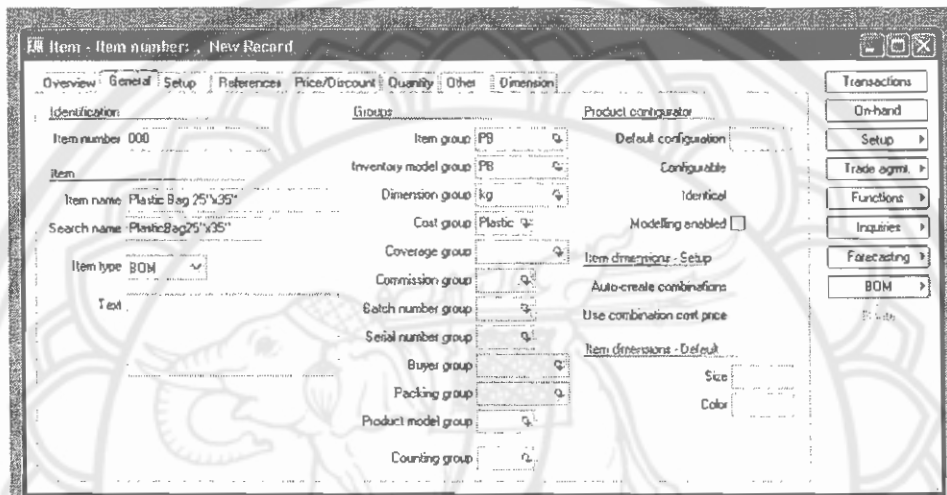 Item - Item number: , New Record
Overview General Setup References Price/Discount Quantity Other Dimension
Identification
Item number 000
Item
Item name Plastic Bag 25"x35"
Search name PlasticBag25"x35"
Item type BOM
Text
Groups
Item group PB
Inventory model group PB
Dimension group kg
Cost group Plastic
Coverage group
Commission group
Batch number group
Serial number group
Buyer group
Packing group
Product model group
Counting group
Product configurator
Default configuration
Configurable
Identical
Modelling enabled
Item dimensions - Setup
Auto-create combinations
Use combination cost price
Item dimensions - Default
Size
Color
Transactions
On-hand
Setup
Trade agrmt.
Functions
Inquiries
Forecasting
BOM